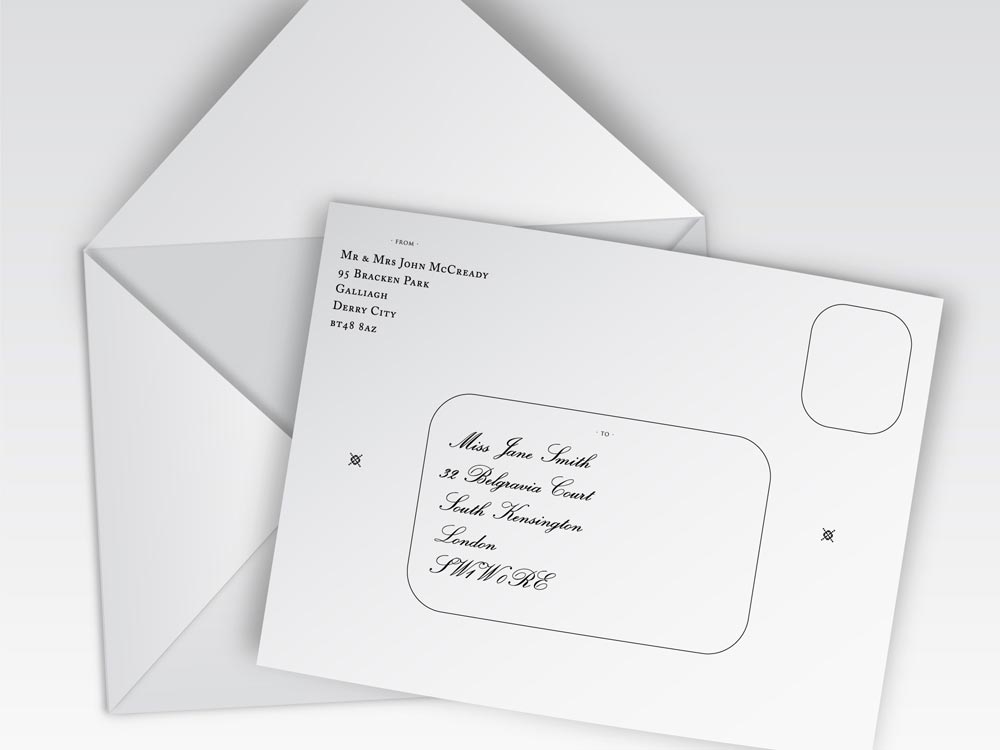 · FROM ·
Mr & Mrs John McCready
95 Bracken Park
Galliagh
Derry City
BT48 8AZ
· TO ·
Miss Jane Smith
32 Belgravia Court
South Kensington
London
SW1W 0RE